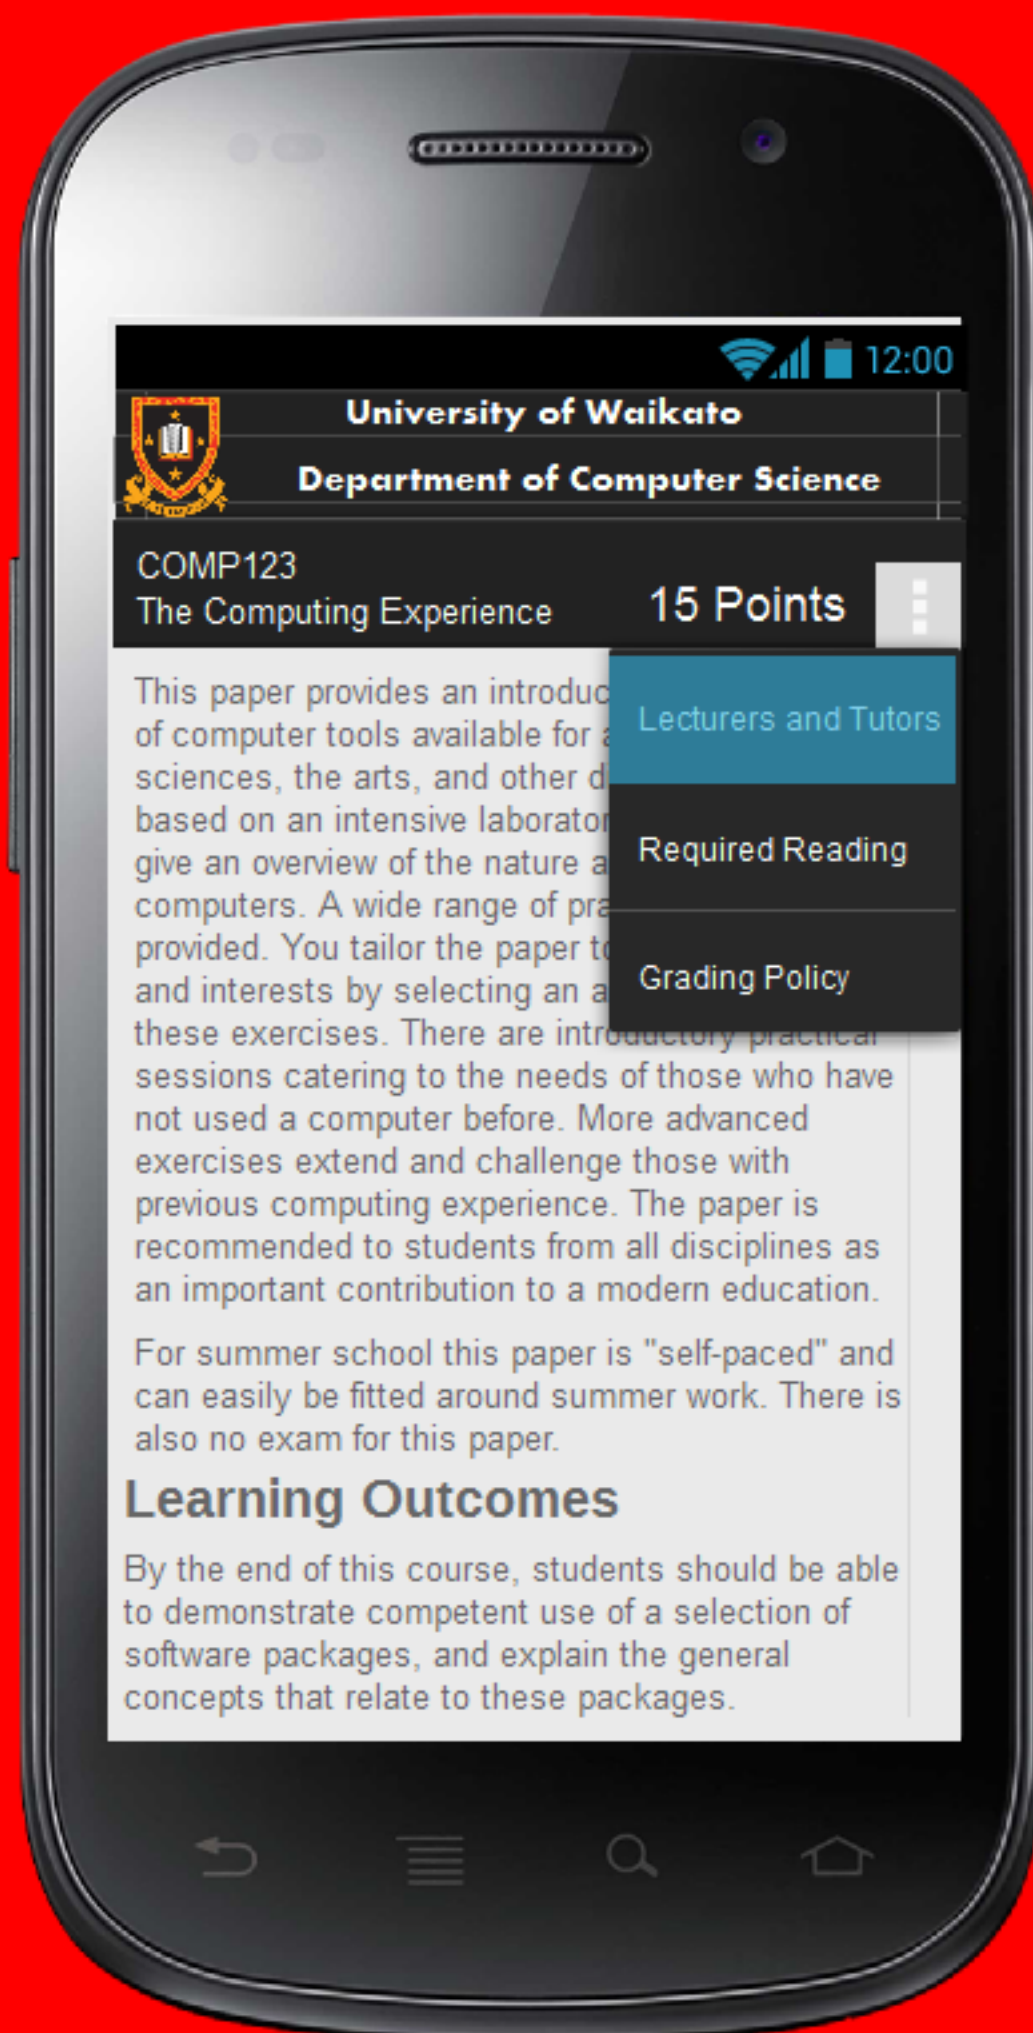 12:00
University of Waikato
Department of Computer Science
COMP123
The Computing Experience
15 Points
Lecturers and Tutors
Required Reading
Grading Policy
This paper provides an
of computer tools available for
sciences, the arts, and other
based on an intensive
give an overview of the nature
computers. A wide range of
provided. You tailor the paper
and interests by selecting an
these exercises. There are introductory practical
sessions catering to the needs of those who have
not used a computer before. More advanced
exercises extend and challenge those with
previous computing experience. The paper is
recommended to students from all disciplines as
an important contribution to a modern education.
For summer school this paper is "self-paced" and
can easily be fitted around summer work. There is
also no exam for this paper.
Learning Outcomes
By the end of this course, students should be able
to demonstrate competent use of a selection of
software packages, and explain the general
concepts that relate to these packages.